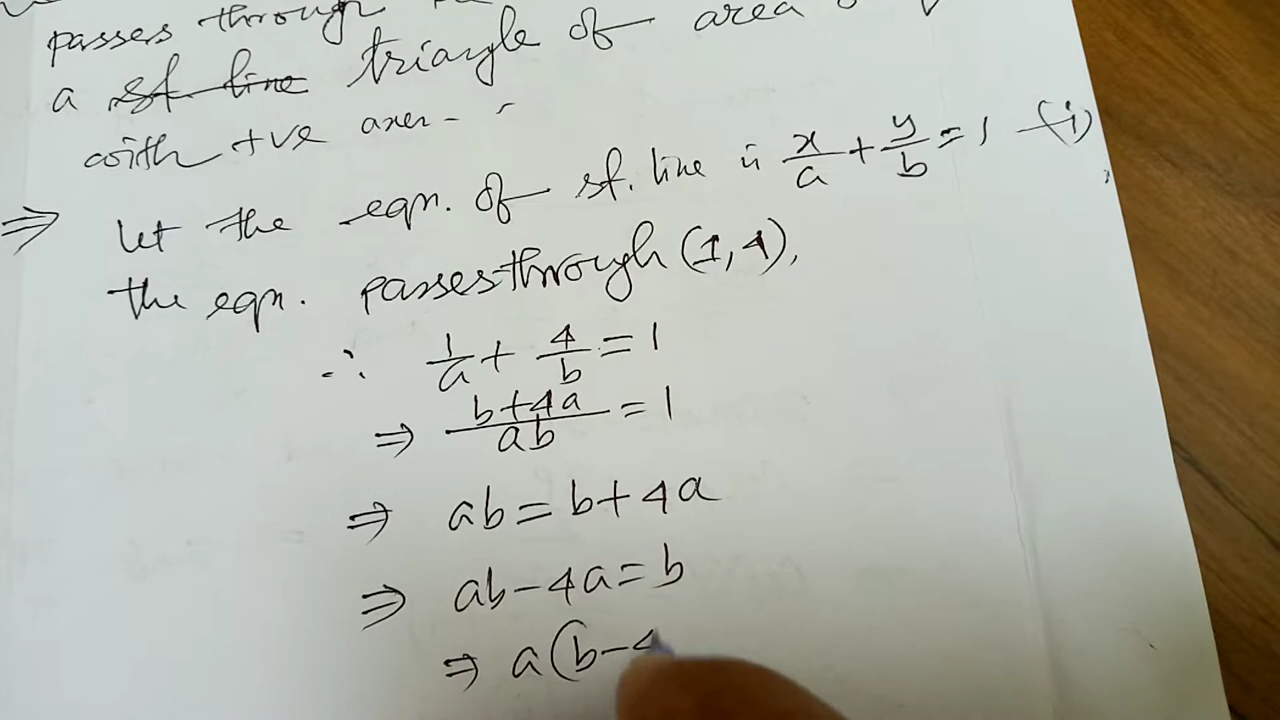 passes through
a st. line triangle of area
with +ve axes -
⇒ Let the eqn. of st. line is x/a + y/b = 1 —(i)
the eqn. passes through (1, 4),
∴ 1/a + 4/b = 1
⇒ b+4a/ab = 1
⇒ ab = b + 4a
⇒ ab - 4a = b
⇒ a(b-4